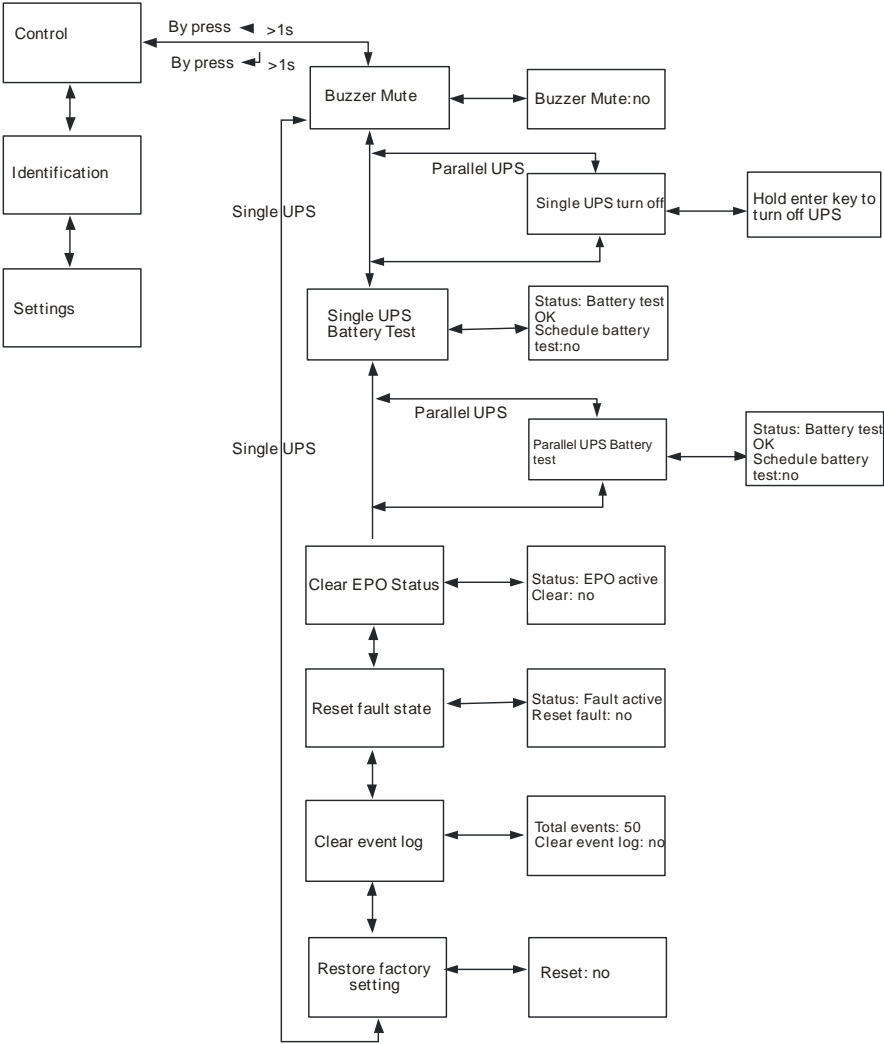 Control
By press ◄ >1s
By press ↵ >1s
Buzzer Mute
Buzzer Mute:no
Identification
Parallel UPS
Single UPS turn off
Hold enter key to
turn off UPS
Single UPS
Settings
Single UPS
Battery Test
Status: Battery test
OK
Schedule battery
test:no
Parallel UPS
Single UPS
Parallel UPS Battery
test
Status: Battery test
OK
Schedule battery
test:no
Clear EPO Status
Status: EPO active
Clear: no
Reset fault state
Status: Fault active
Reset fault: no
Clear event log
Total events: 50
Clear event log: no
Restore factory
setting
Reset: no